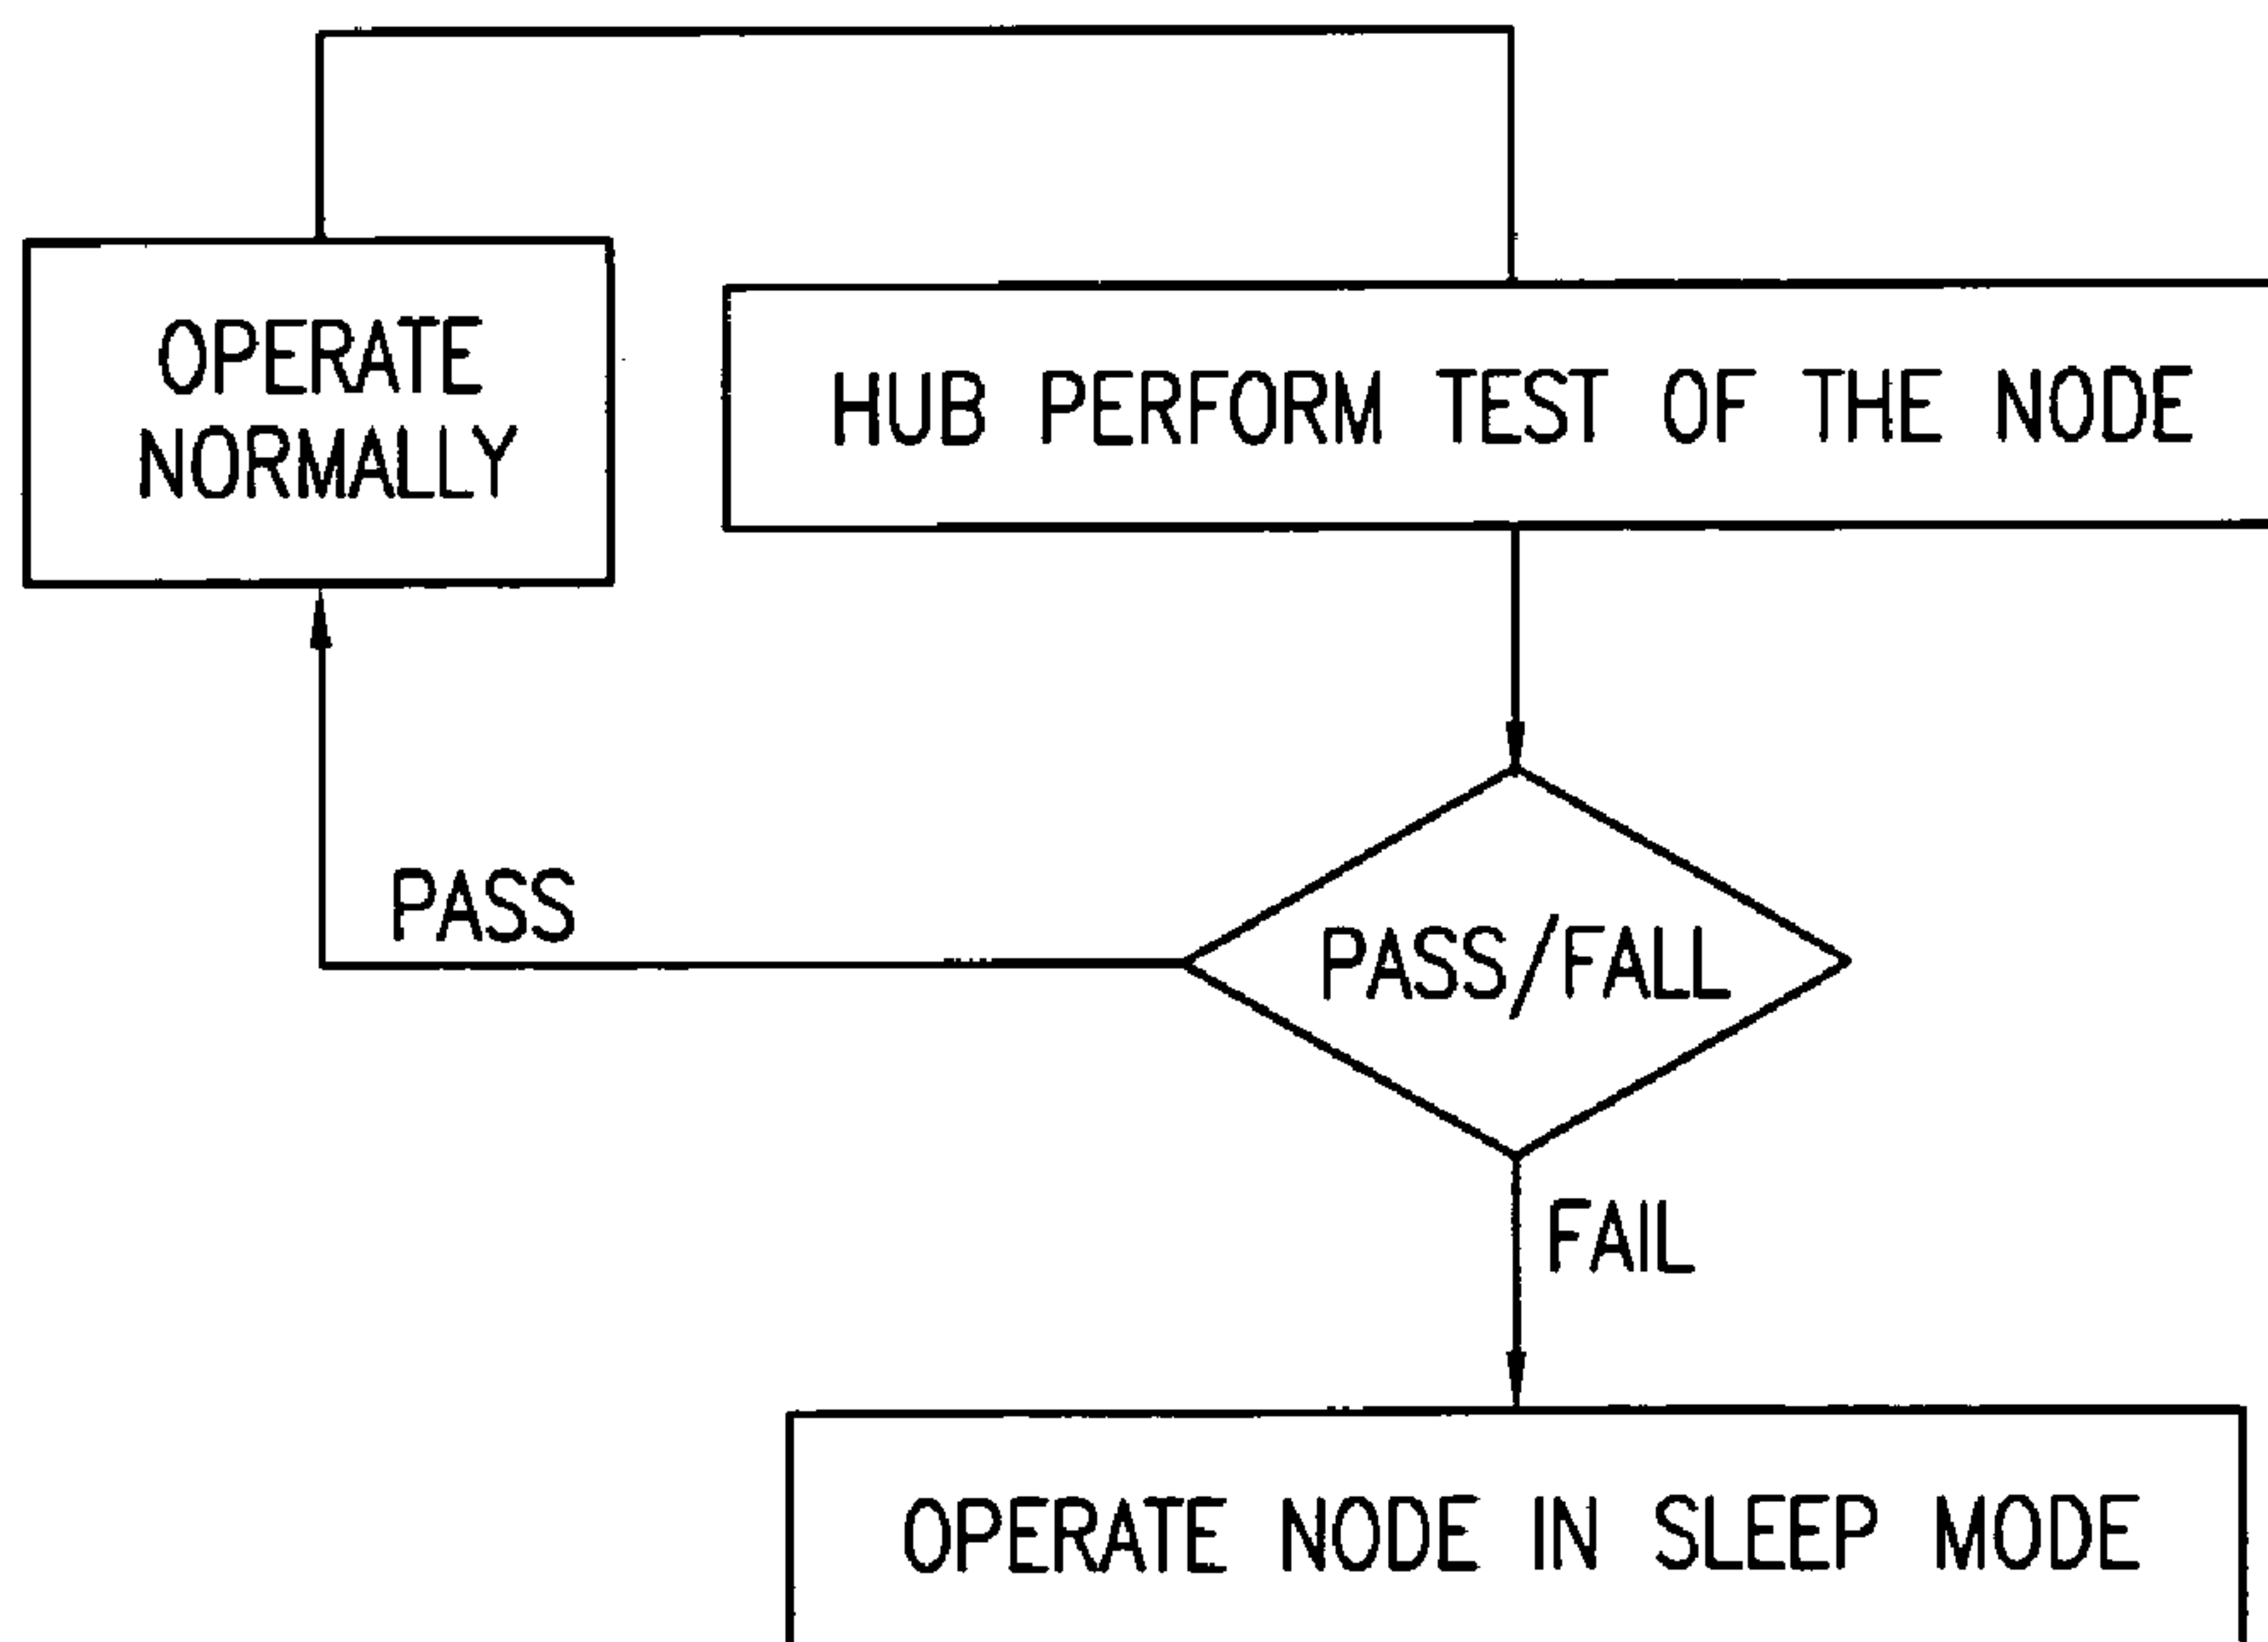 OPERATE
NORMALLY
HUB PERFORM TEST OF THE NODE
PASS
PASS/FALL
FAIL
OPERATE NODE IN SLEEP MODE